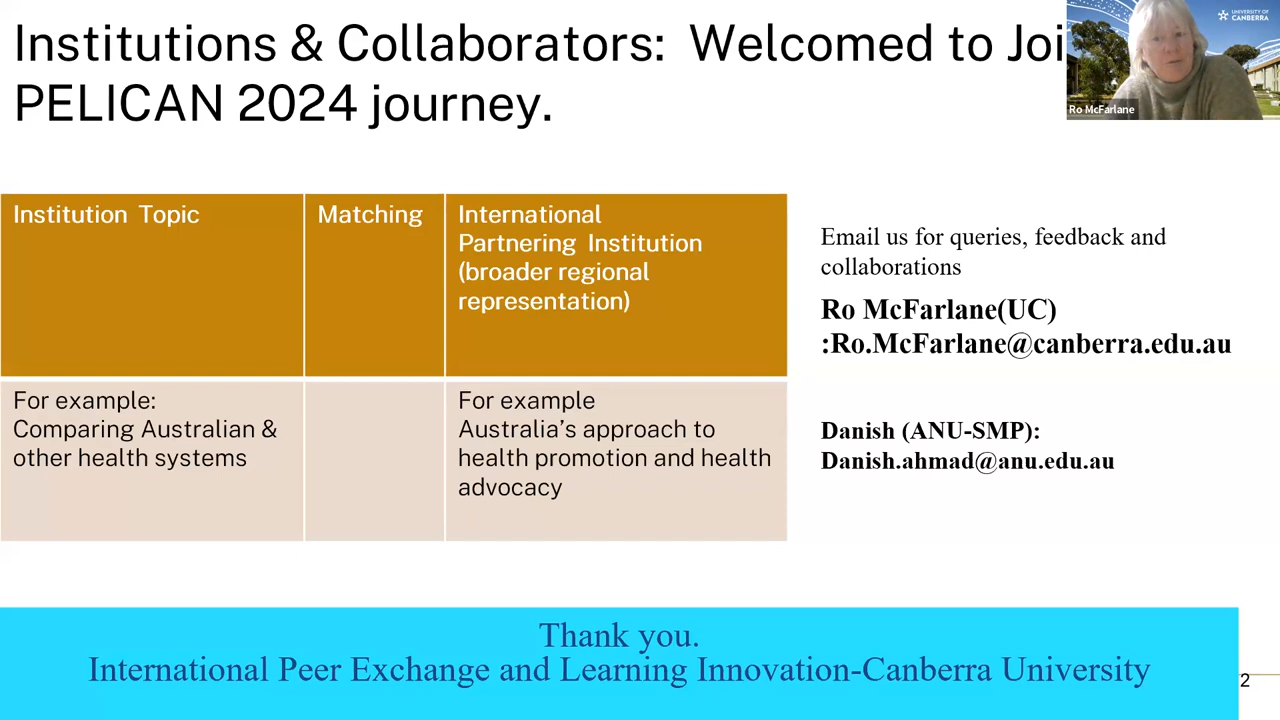 Institutions & Collaborators:  Welcomed to Joi
PELICAN 2024 journey.
UNIVERSITY OF
CANBERRA
Ro McFarlane
Institution Topic
Matching
International
Partnering Institution
(broader regional
representation)
For example:
Comparing Australian &
other health systems
For example
Australia’s approach to
health promotion and health
advocacy
Email us for queries, feedback and
collaborations
Ro McFarlane(UC)
:Ro.McFarlane@canberra.edu.au
Danish (ANU-SMP):
Danish.ahmad@anu.edu.au
Thank you.
International Peer Exchange and Learning Innovation-Canberra University
2